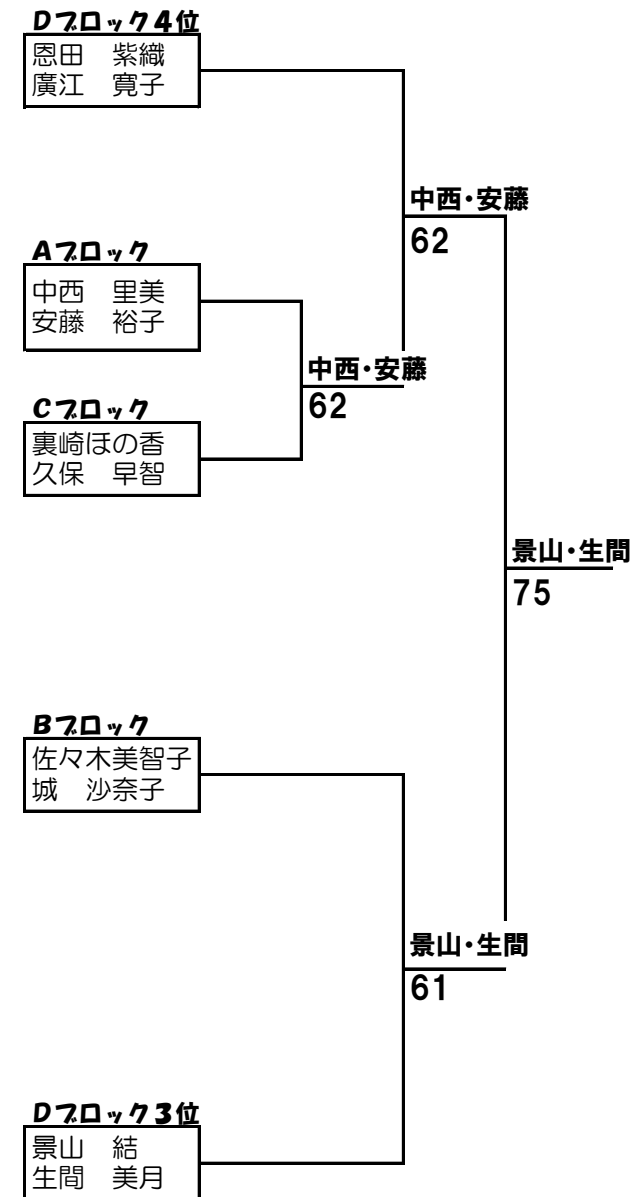 Dブロック4位
恩田　紫織
廣江　寛子
中西・安藤
62
Aブロック
中西　里美
安藤　裕子
中西・安藤
62
Cブロック
裏崎ほの香
久保　早智
景山・生間
75
Bブロック
佐々木美智子
城　沙奈子
景山・生間
61
Dブロック3位
景山　結
生間　美月